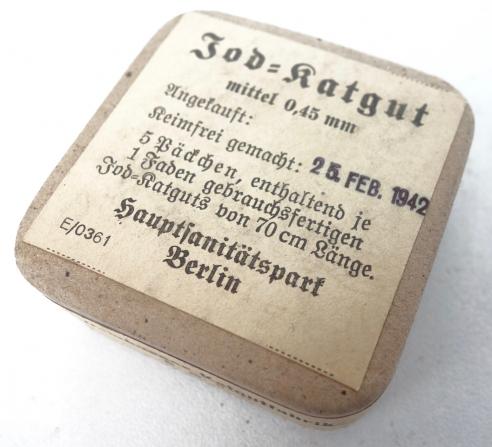 Jod-Katgut
mittel 0,45 mm
Angekauft:
Keimfrei gemacht: 25. FEB. 1942
5 Päckchen, enthaltend je
1 Faden gebrauchsfertigen
Jod-Katguts von 70 cm Länge.
Hauptsanitätspark
Berlin
E/0361